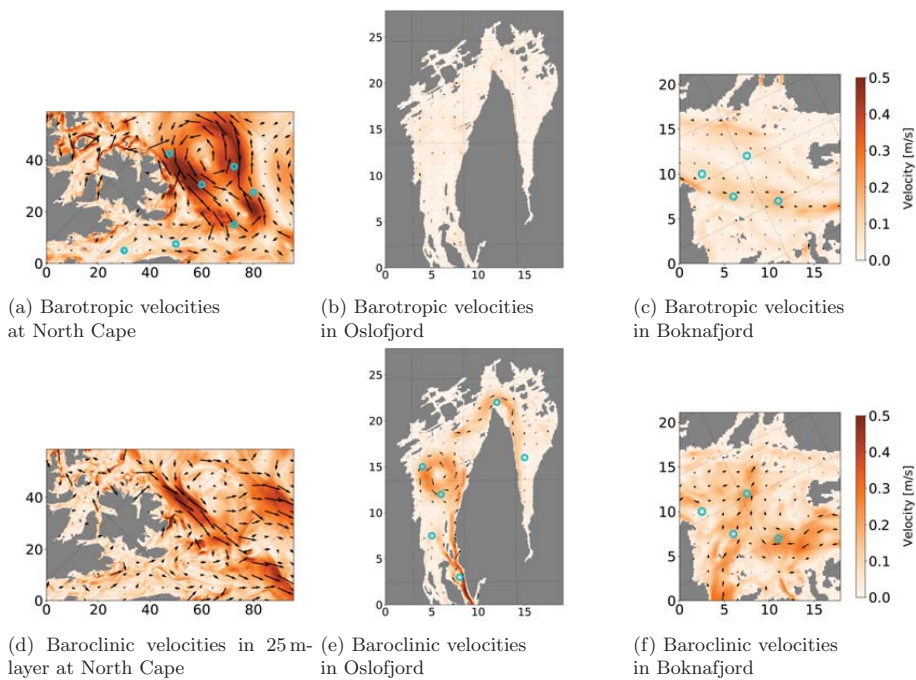 25
20
15
10
5
0
0 5 10 15
40
20
0
0 20 40 60 80
20
15
10
5
0
0 5 10 15
0.5
0.4
0.3
0.2
0.1
0.0
Velocity [m/s]
(a) Barotropic velocities
at North Cape
(b) Barotropic velocities
in Oslofjord
(c) Barotropic velocities
in Boknafjord
25
20
15
10
5
0
0 5 10 15
40
20
0
0 20 40 60 80
20
15
10
5
0
0 5 10 15
0.5
0.4
0.3
0.2
0.1
0.0
Velocity [m/s]
(d) Baroclinic velocities in 25 m-
layer at North Cape
(e) Baroclinic velocities
in Oslofjord
(f) Baroclinic velocities
in Boknafjord